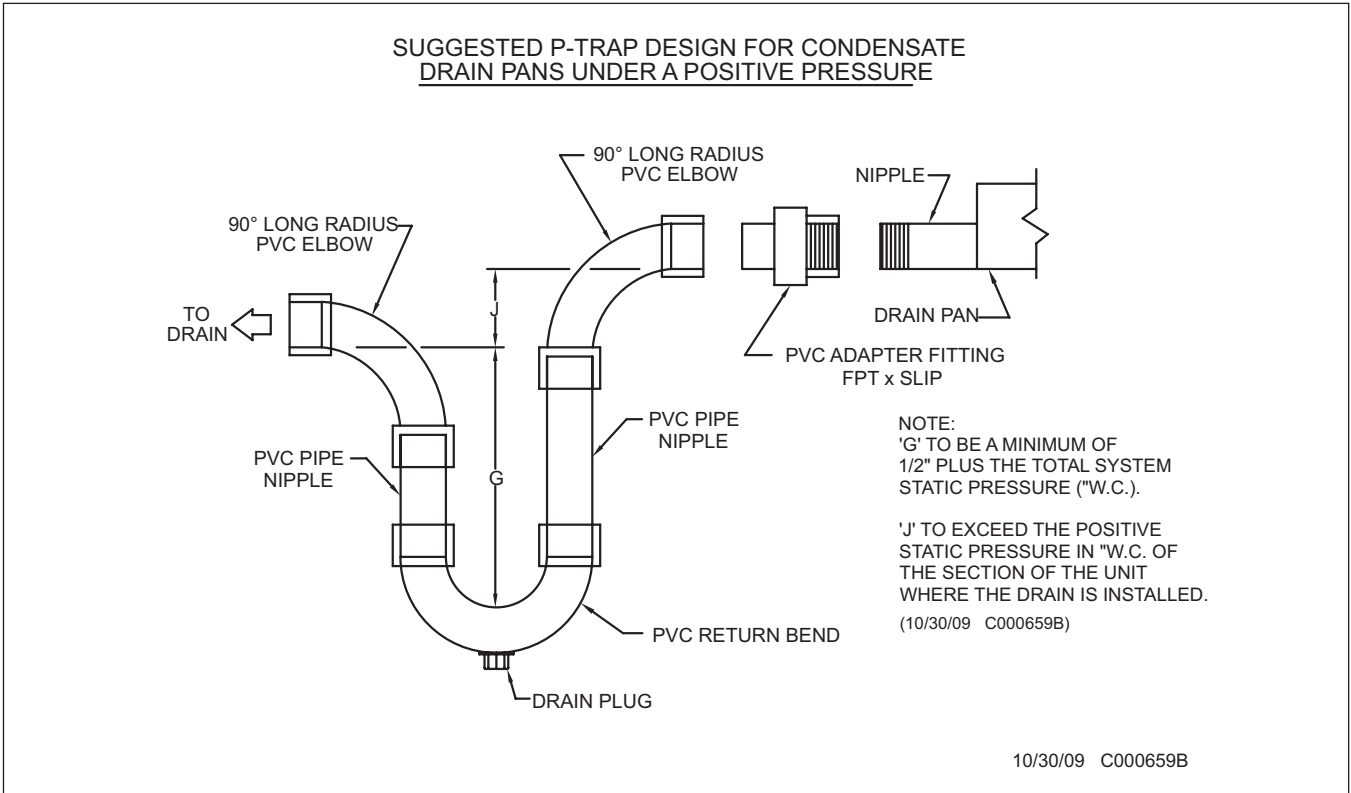 SUGGESTED P-TRAP DESIGN FOR CONDENSATE
DRAIN PANS UNDER A POSITIVE PRESSURE
90° LONG RADIUS
PVC ELBOW
NIPPLE
90° LONG RADIUS
PVC ELBOW
J
TO
DRAIN
DRAIN PAN
PVC ADAPTER FITTING
FPT x SLIP
PVC PIPE
NIPPLE
PVC PIPE
NIPPLE
G
NOTE:
'G' TO BE A MINIMUM OF
1/2" PLUS THE TOTAL SYSTEM
STATIC PRESSURE ("W.C.).
'J' TO EXCEED THE POSITIVE
STATIC PRESSURE IN "W.C. OF
THE SECTION OF THE UNIT
WHERE THE DRAIN IS INSTALLED.
(10/30/09 C000659B)
PVC RETURN BEND
DRAIN PLUG
10/30/09 C000659B